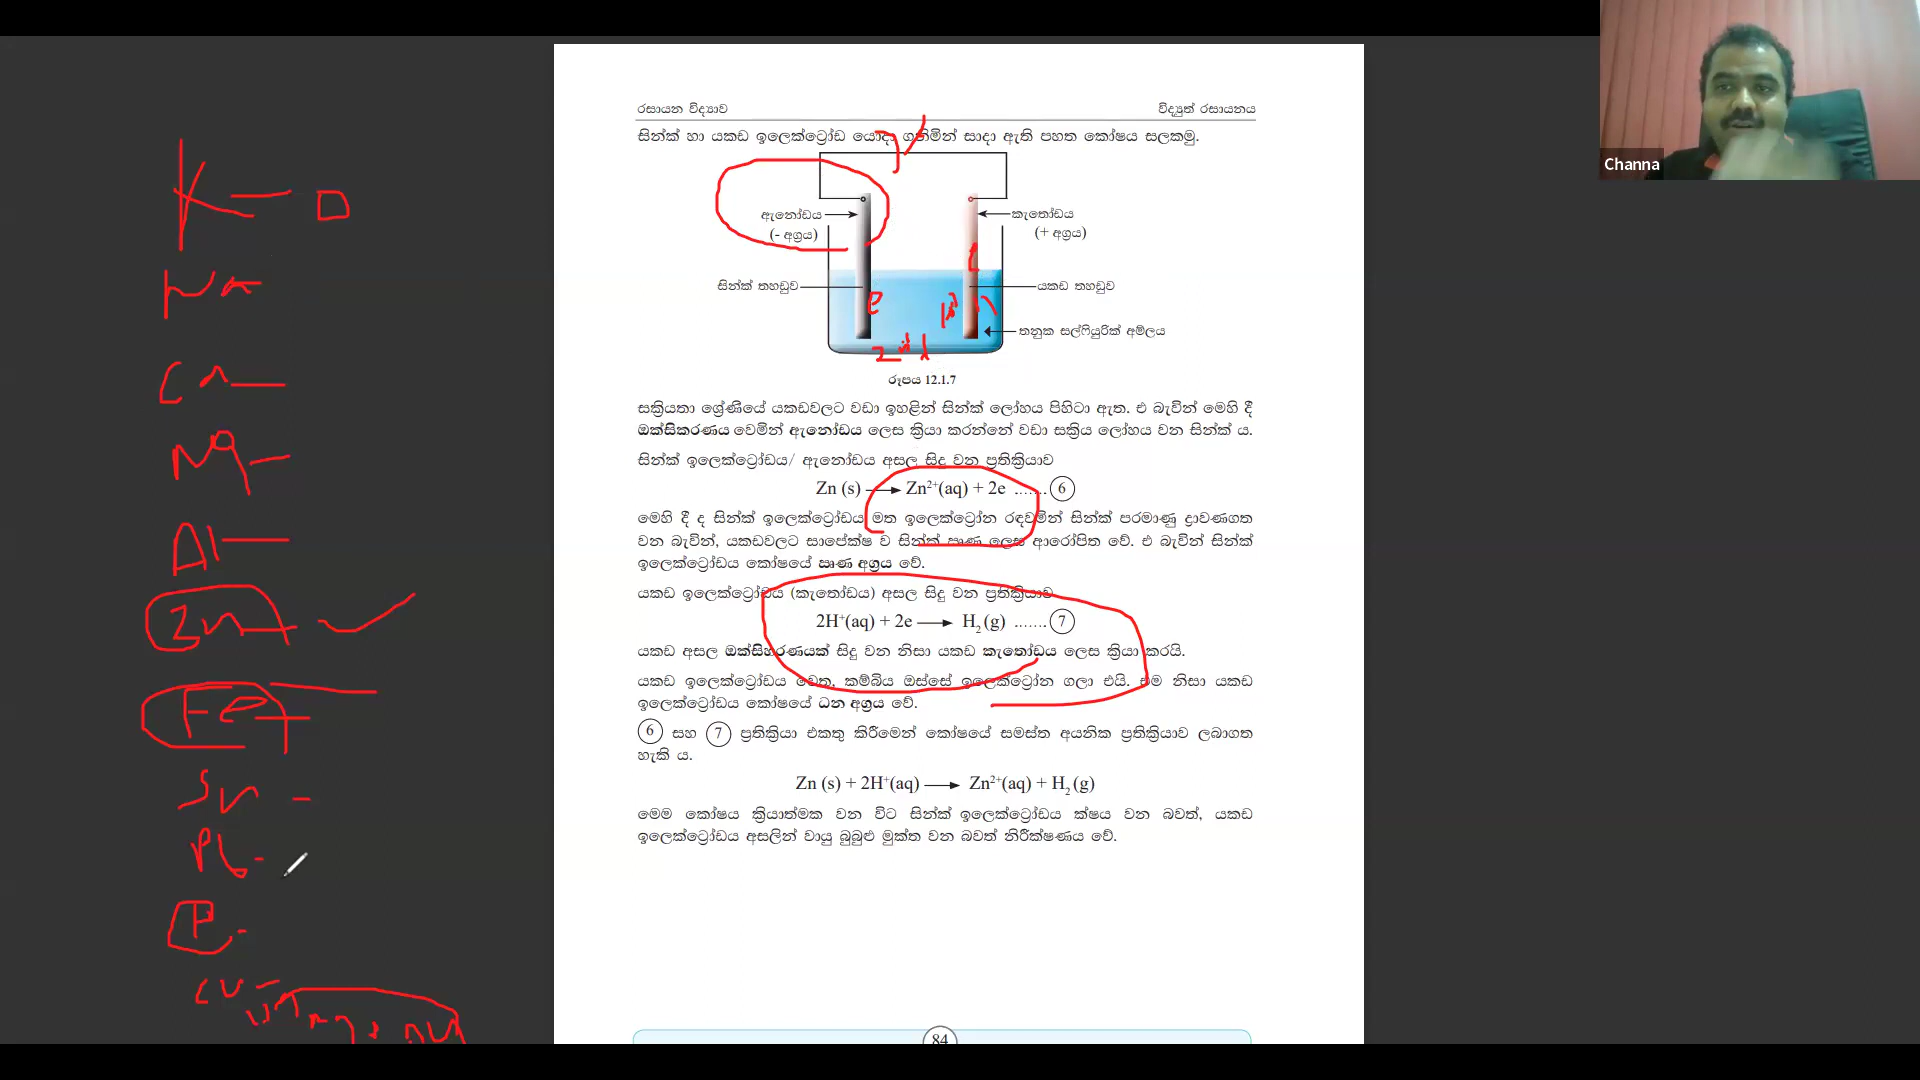 K — D
Na
Ca —
Mg —
Al —
Zn
Fe
Sn -
Pb -
Cu -
රසායන විද්‍යාව විද්‍යුත් රසායනය
සින්ක් හා යකඩ ඉලෙක්ට්‍රෝඩ යොදා ගනිමින් සාදා ඇති පහත කෝෂය සලකමු.
ඇනෝඩය
(- අග්‍රය)
කැතෝඩය
(+ අග්‍රය)
සින්ක් තහඩුව
යකඩ තහඩුව
තනුක සල්ෆියුරික් අම්ලය
රූපය 12.1.7
සක්‍රියතා ශ්‍රේණියේ යකඩවලට වඩා ඉහළින් සින්ක් ලෝහය පිහිටා ඇත. එ බැවින් මෙහි දී
ඔක්සිකරණය වෙමින් ඇනෝඩය ලෙස ක්‍රියා කරන්නේ වඩා සක්‍රිය ලෝහය වන සින්ක් ය.
සින්ක් ඉලෙක්ට්‍රෝඩය/ ඇනෝඩය අසල සිදු වන ප්‍රතික්‍රියාව
Zn (s) → Zn²⁺(aq) + 2e ....... 6
මෙහි දී ද සින්ක් ඉලෙක්ට්‍රෝඩය මත ඉලෙක්ට්‍රෝන රඳවමින් සින්ක් පරමාණු ද්‍රාවණගත
වන බැවින්, යකඩවලට සාපේක්ෂ ව සින්ක් ඍණ ලෙස ආරෝපිත වේ. එ බැවින් සින්ක්
ඉලෙක්ට්‍රෝඩය කෝෂයේ ඍණ අග්‍රය වේ.
යකඩ ඉලෙක්ට්‍රෝඩය (කැතෝඩය) අසල සිදු වන ප්‍රතික්‍රියාව
2H⁺(aq) + 2e → H₂(g) ....... 7
යකඩ අසල ඔක්සිහරණයක් සිදු වන නිසා යකඩ කැතෝඩය ලෙස ක්‍රියා කරයි.
යකඩ ඉලෙක්ට්‍රෝඩය වෙත, කම්බිය ඔස්සේ ඉලෙක්ට්‍රෝන ගලා එයි. එම නිසා යකඩ
ඉලෙක්ට්‍රෝඩය කෝෂයේ ධන අග්‍රය වේ.
6 සහ 7 ප්‍රතික්‍රියා එකතු කිරීමෙන් කෝෂයේ සමස්ත අයනික ප්‍රතික්‍රියාව ලබාගත
හැකි ය.
Zn (s) + 2H⁺(aq) → Zn²⁺(aq) + H₂(g)
මෙම කෝෂය ක්‍රියාත්මක වන විට සින්ක් ඉලෙක්ට්‍රෝඩය ක්ෂය වන බවත්, යකඩ
ඉලෙක්ට්‍රෝඩය අසලින් වායු බුබුළු මුක්ත වන බවත් නිරීක්ෂණය වේ.
84
Channa